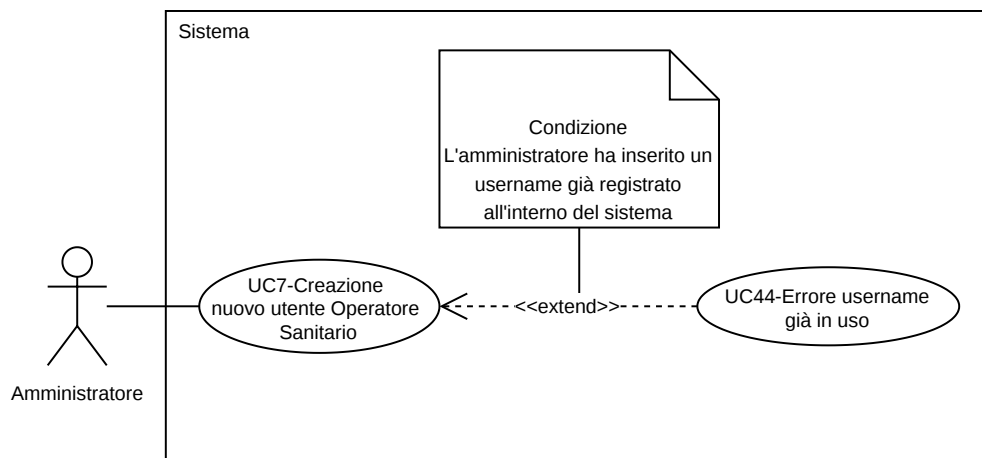 Sistema
Condizione
L'amministratore ha inserito un
username già registrato
all'interno del sistema
UC7-Creazione
nuovo utente Operatore
Sanitario
<<extend>>
UC44-Errore username
già in uso
Amministratore